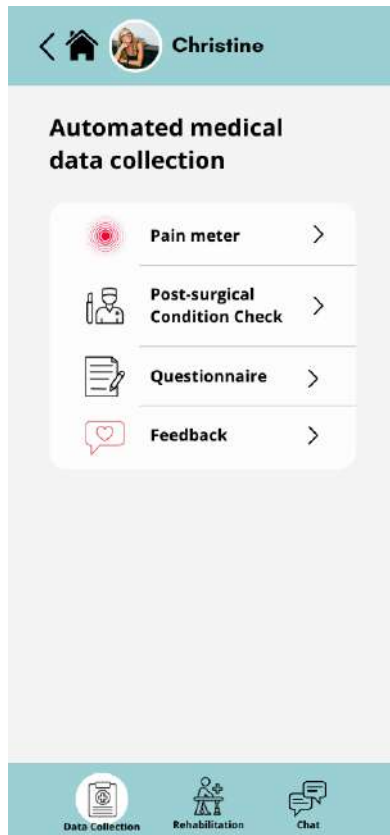 Christine
Automated medical
data collection
Pain meter
Post-surgical
Condition Check
Questionnaire
Feedback
Data Collection
Rehabilitation
Chat